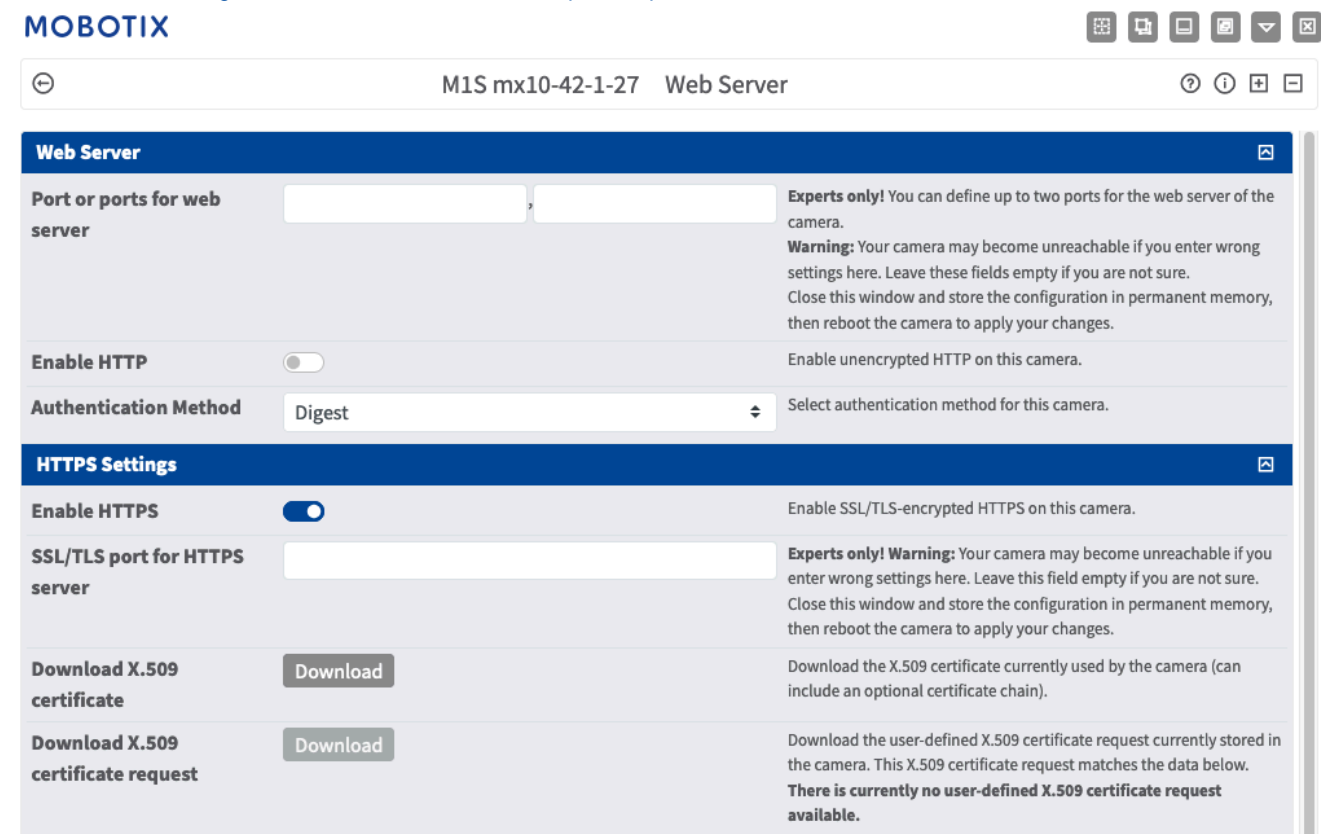 MOBOTIX
M1S mx10-42-1-27 Web Server
Web Server
Port or ports for web
server
,
Experts only! You can define up to two ports for the web server of the
camera.
Warning: Your camera may become unreachable if you enter wrong
settings here. Leave these fields empty if you are not sure.
Close this window and store the configuration in permanent memory,
then reboot the camera to apply your changes.
Enable HTTP
Enable unencrypted HTTP on this camera.
Authentication Method
Digest
Select authentication method for this camera.
HTTPS Settings
Enable HTTPS
Enable SSL/TLS-encrypted HTTPS on this camera.
SSL/TLS port for HTTPS
server
Experts only! Warning: Your camera may become unreachable if you
enter wrong settings here. Leave this field empty if you are not sure.
Close this window and store the configuration in permanent memory,
then reboot the camera to apply your changes.
Download X.509
certificate
Download
Download the X.509 certificate currently used by the camera (can
include an optional certificate chain).
Download X.509
certificate request
Download
Download the user-defined X.509 certificate request currently stored in
the camera. This X.509 certificate request matches the data below.
There is currently no user-defined X.509 certificate request
available.